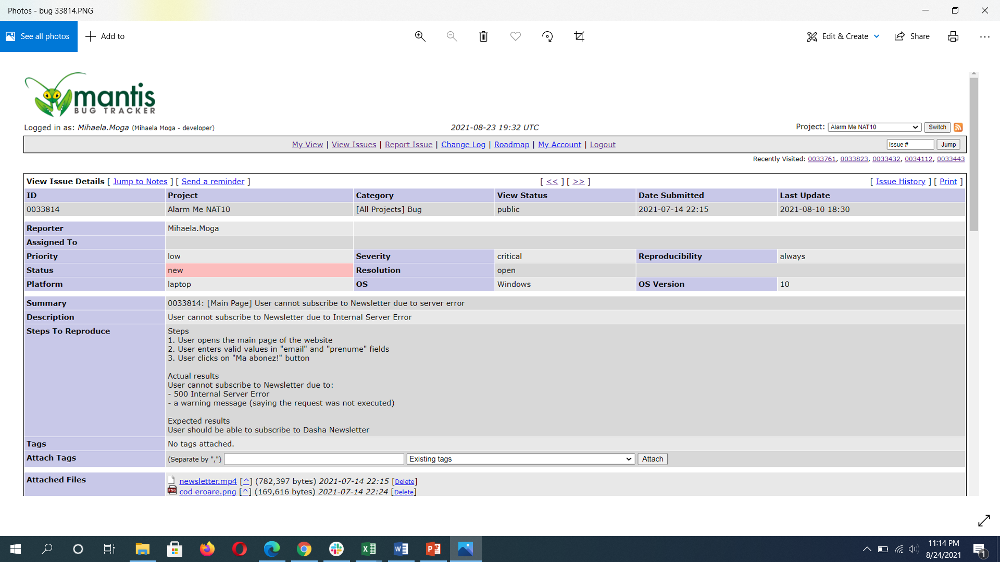 Photos - bug 33814.PNG
See all photos
Add to
Edit & Create
Share
mantis
BUG TRACKER
Logged in as: Mihaela.Moga (Mihaela Moga - developer)
2021-08-23 19:32 UTC
Project: Alarm Me NAT10 Switch
My View | View Issues | Report Issue | Change Log | Roadmap | My Account | Logout
Issue # Jump
Recently Visited: 0033761, 0033823, 0033432, 0034112, 0033443
View Issue Details [ Jump to Notes ] [ Send a reminder ] [ << ] [ >> ] [ Issue History ] [ Print ]
ID Project Category View Status Date Submitted Last Update
0033814 Alarm Me NAT10 [All Projects] Bug public 2021-07-14 22:15 2021-08-10 18:30
Reporter Mihaela.Moga
Assigned To
Priority low Severity critical Reproducibility always
Status new Resolution open
Platform laptop OS Windows OS Version 10
Summary 0033814: [Main Page] User cannot subscribe to Newsletter due to server error
Description User cannot subscribe to Newsletter due to Internal Server Error
Steps To Reproduce Steps
1. User opens the main page of the website
2. User enters valid values in "email" and "prenume" fields
3. User clicks on "Ma abonez!" button
Actual results
User cannot subscribe to Newsletter due to:
- 500 Internal Server Error
- a warning message (saying the request was not executed)
Expected results
User should be able to subscribe to Dasha Newsletter
Tags No tags attached.
Attach Tags (Separate by ",") Existing tags Attach
Attached Files newsletter.mp4 [^] (782,397 bytes) 2021-07-14 22:15 [Delete]
PNG cod eroare.png [^] (169,616 bytes) 2021-07-14 22:24 [Delete]
11:14 PM
8/24/2021
1